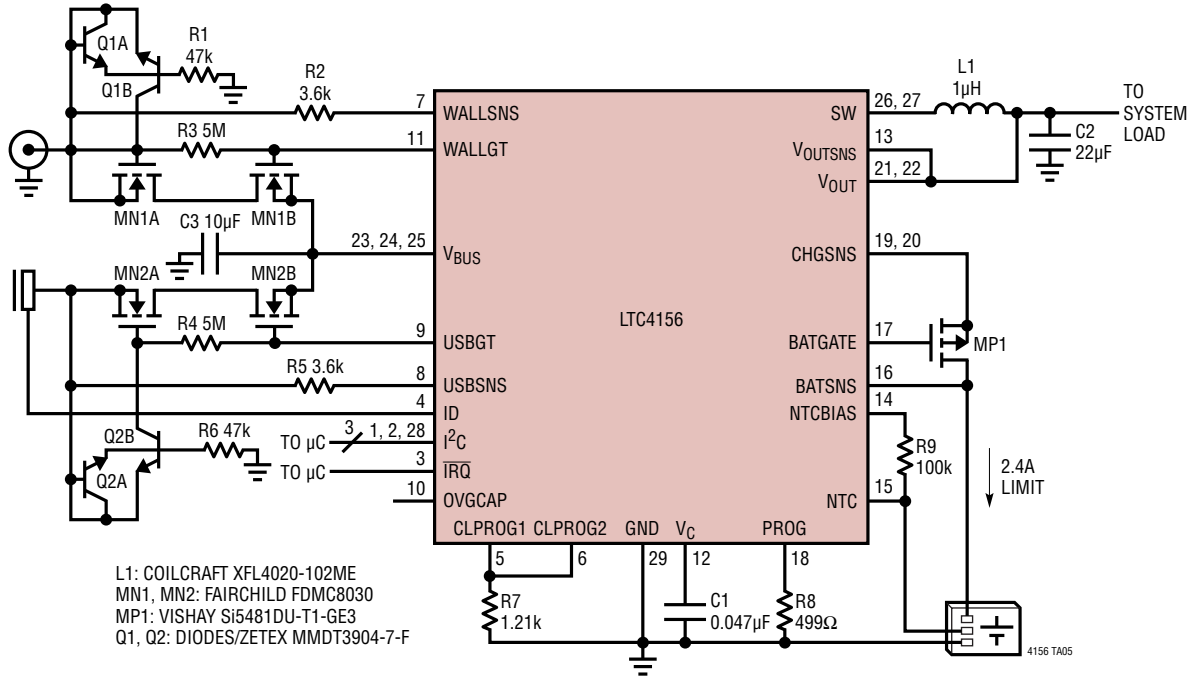 Q1A
R1
47k
Q1B
R2
3.6k
7
WALLSNS
R3 5M
11
WALLGT
MN1A
MN1B
C3 10µF
23, 24, 25
VBUS
MN2A
MN2B
R4 5M
9
USBGT
R5 3.6k
8
USBSNS
4
ID
Q2B
R6 47k
TO µC
3
1, 2, 28
I2C
TO µC
3
IRQ
Q2A
10
OVGCAP
LTC4156
SW
26, 27
L1
1µH
TO
SYSTEM
LOAD
13
VOUTSNS
C2
22µF
21, 22
VOUT
19, 20
CHGSNS
17
BATGATE
MP1
16
BATSNS
14
NTCBIAS
R9
100k
2.4A
LIMIT
15
NTC
CLPROG1
CLPROG2
GND
VC
PROG
5
6
29
12
18
R7
1.21k
C1
0.047µF
R8
499Ω
L1: COILCRAFT XFL4020-102ME
MN1, MN2: FAIRCHILD FDMC8030
MP1: VISHAY Si5481DU-T1-GE3
Q1, Q2: DIODES/ZETEX MMDT3904-7-F
4156 TA05